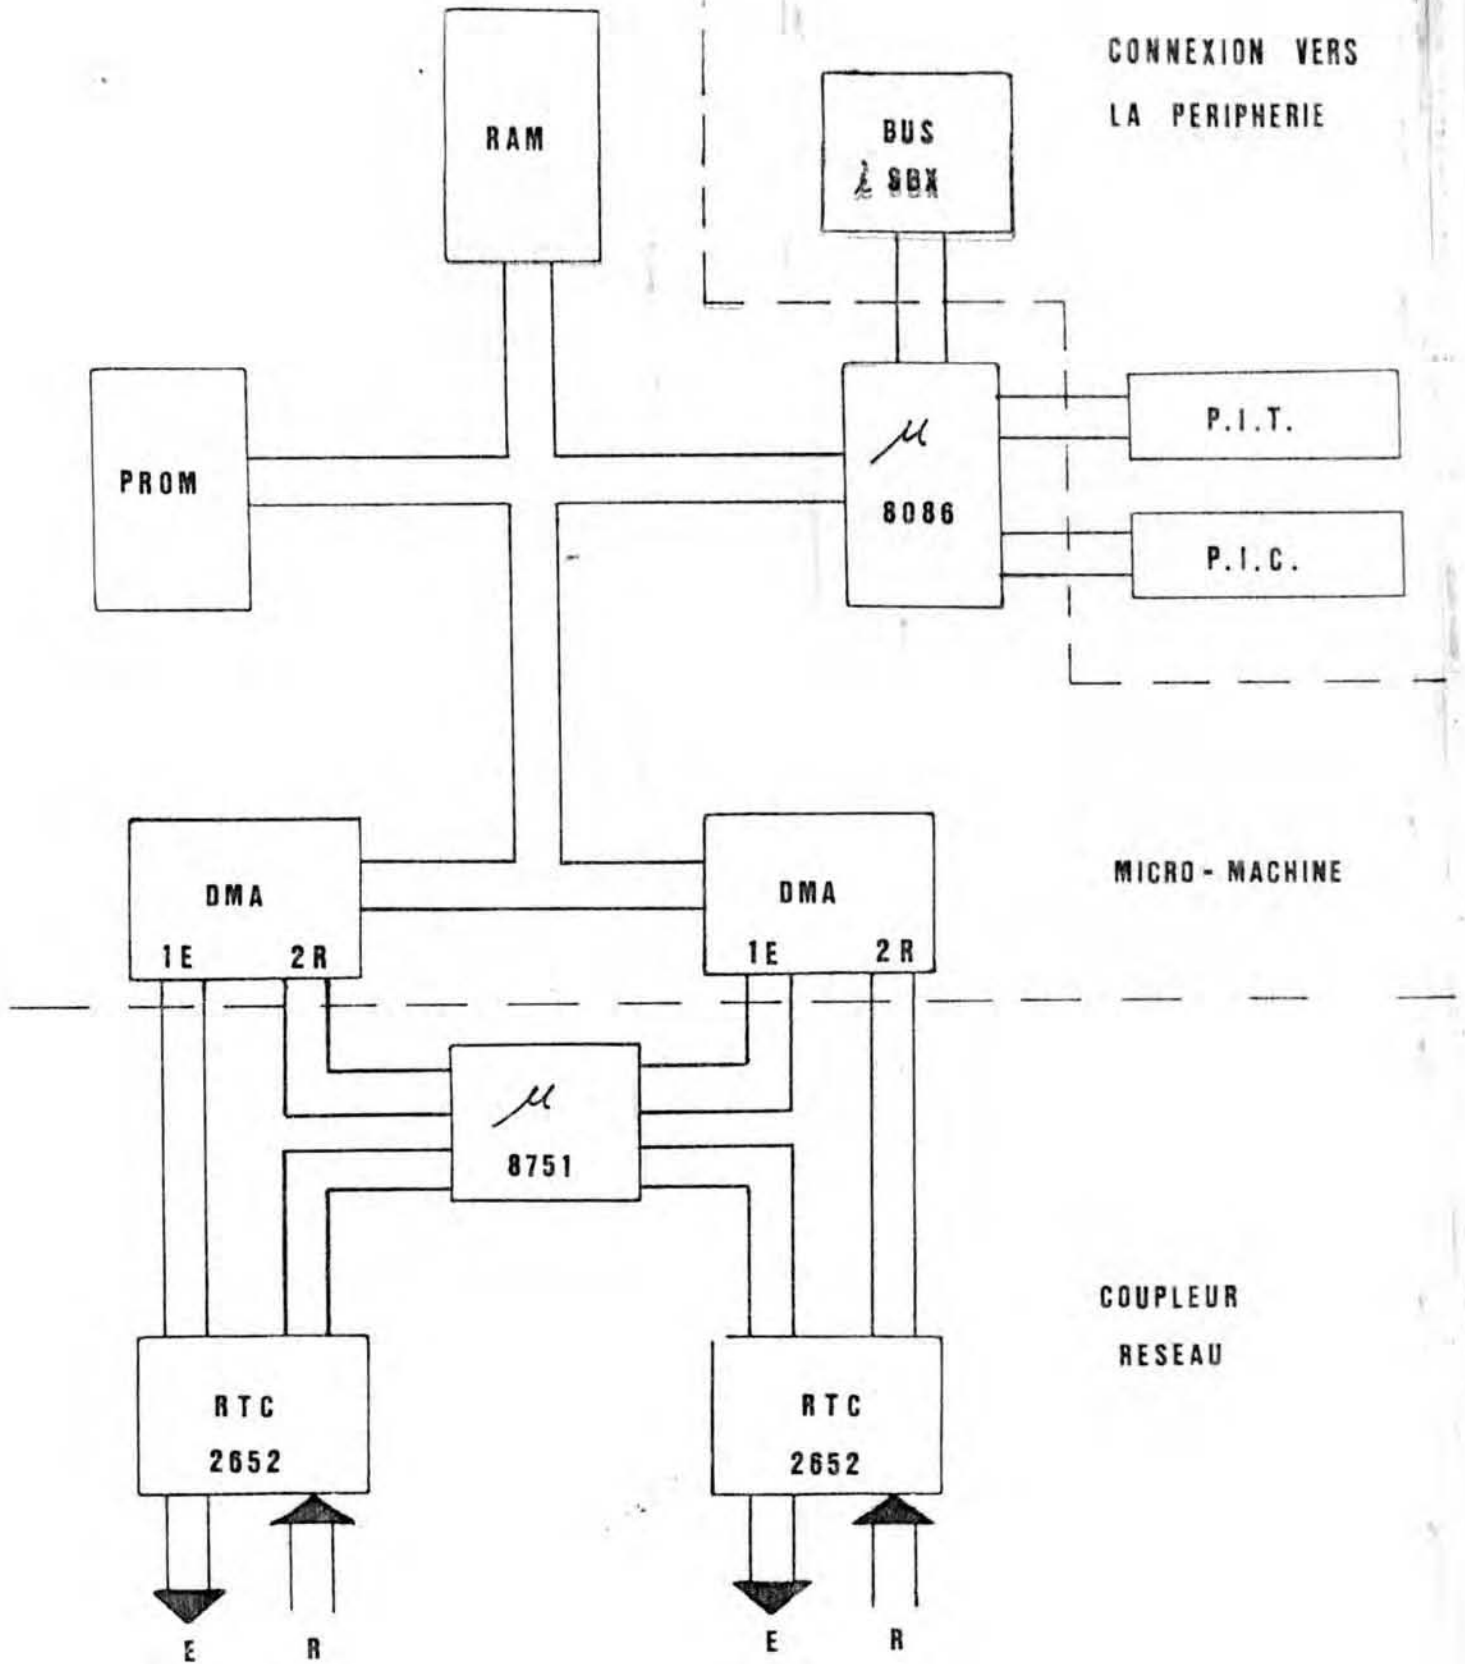 CONNEXION VERS
LA PERIPHERIE
RAM
BUS
SBX
PROM
µ
8086
P.I.T.
P.I.C.
DMA
1E 2R
DMA
1E 2R
MICRO - MACHINE
µ
8751
COUPLEUR
RESEAU
RTC
2652
RTC
2652
E R
E R